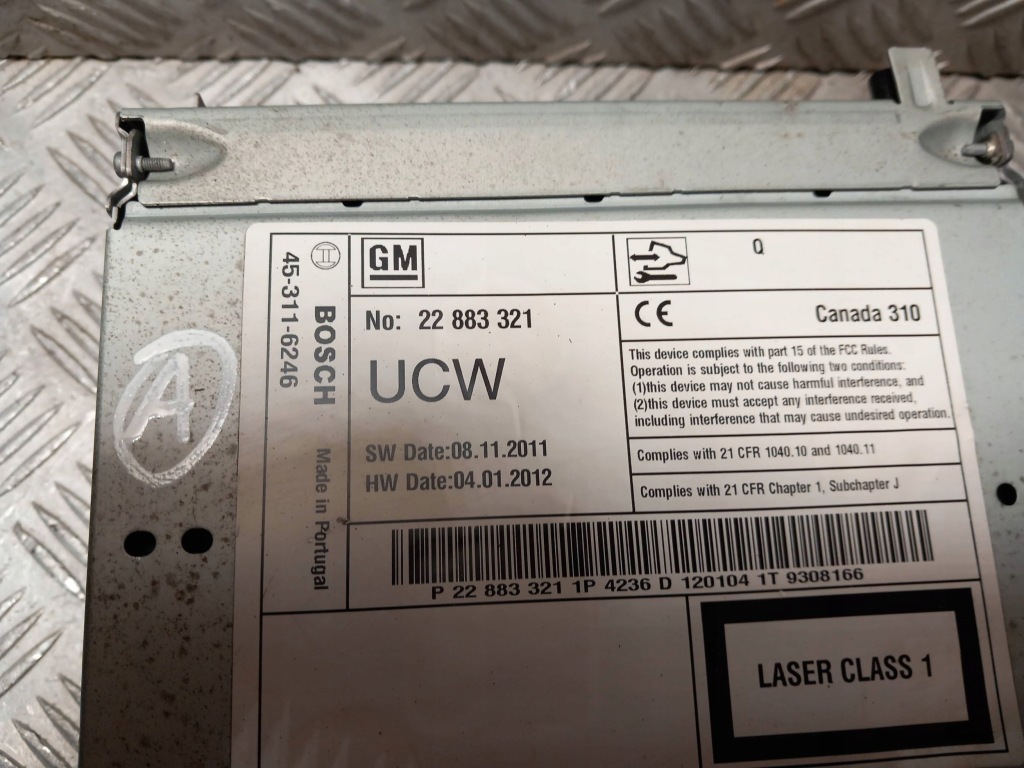 GM
No: 22 883 321
UCW
SW Date:08.11.2011
HW Date:04.01.2012
BOSCH
Made in Portugal
45-311-6246
Q
CE
Canada 310
This device complies with part 15 of the FCC Rules.
Operation is subject to the following two conditions:
(1)this device may not cause harmful interference, and
(2)this device must accept any interference received,
including interference that may cause undesired operation.
Complies with 21 CFR 1040.10 and 1040.11
Complies with 21 CFR Chapter 1, Subchapter J
P 22 883 321 1P 4236 D 120104 1T 9308166
LASER CLASS 1
A